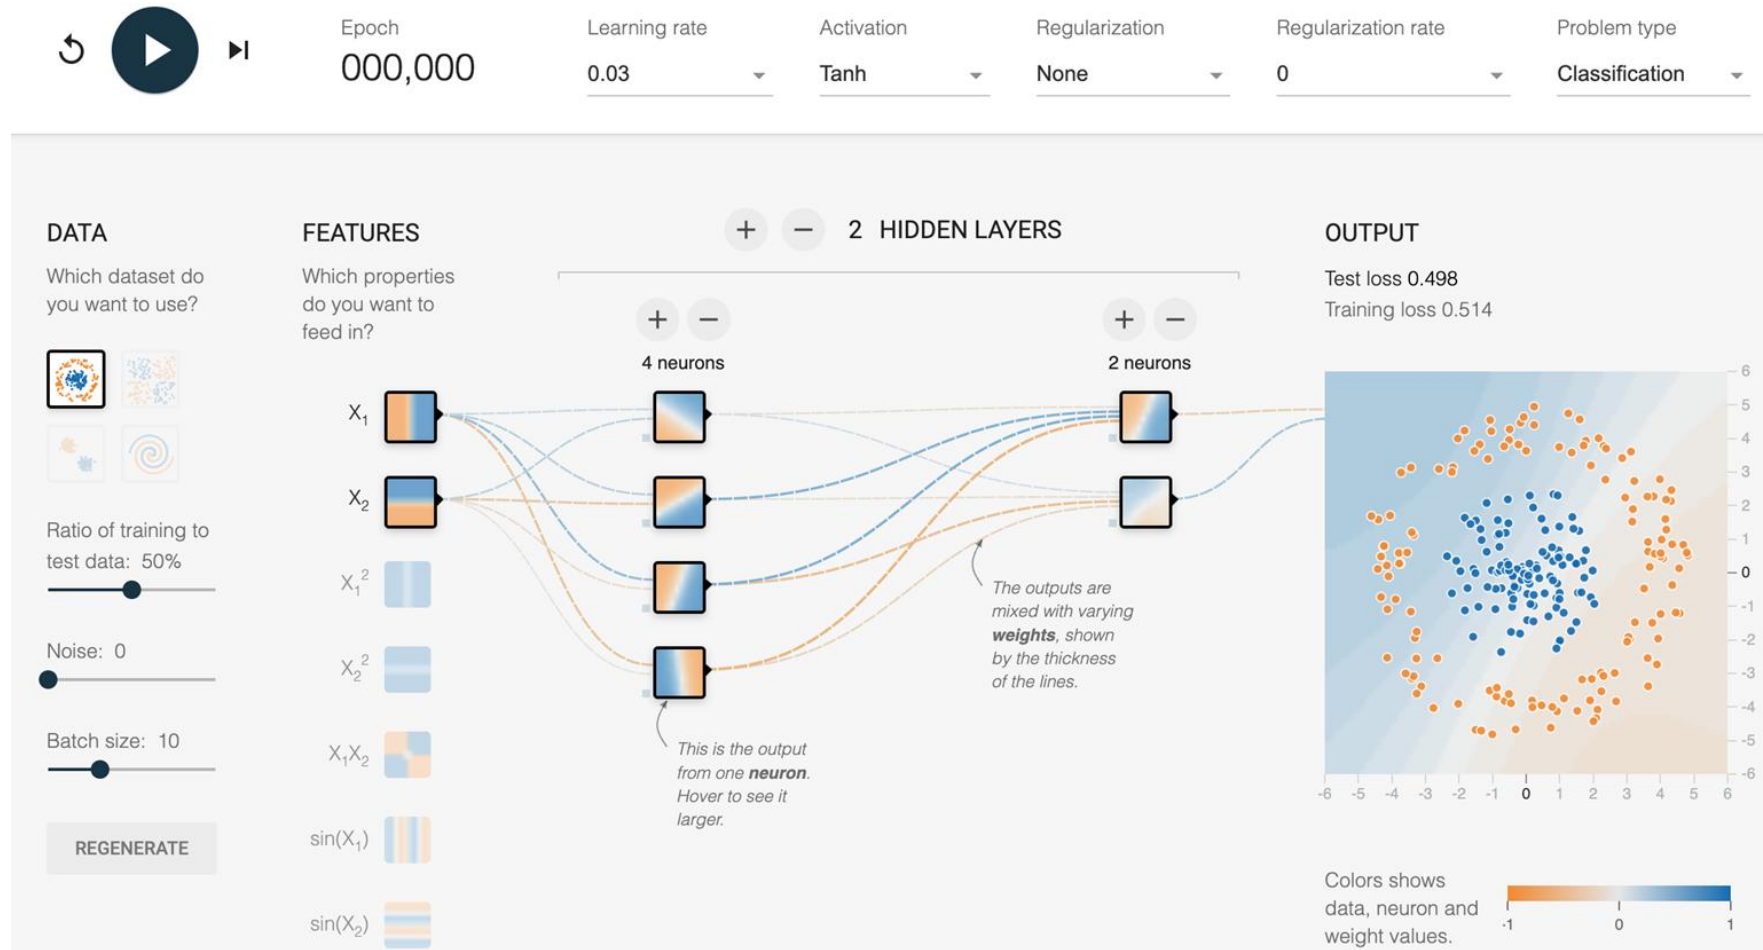 Epoch
000,000
Learning rate
0.03
Activation
Tanh
Regularization
None
Regularization rate
0
Problem type
Classification
DATA
Which dataset do
you want to use?
Ratio of training to
test data: 50%
Noise: 0
Batch size: 10
REGENERATE
FEATURES
Which properties
do you want to
feed in?
X₁
X₂
X₁²
X₂²
X₁X₂
sin(X₁)
sin(X₂)
+ − 2 HIDDEN LAYERS
+ −
4 neurons
+ −
2 neurons
This is the output
from one neuron.
Hover to see it
larger.
The outputs are
mixed with varying
weights, shown
by the thickness
of the lines.
OUTPUT
Test loss 0.498
Training loss 0.514
6
5
4
3
2
1
0
-1
-2
-3
-4
-5
-6
-6 -5 -4 -3 -2 -1 0 1 2 3 4 5 6
Colors shows
data, neuron and
weight values.
-1 0 1